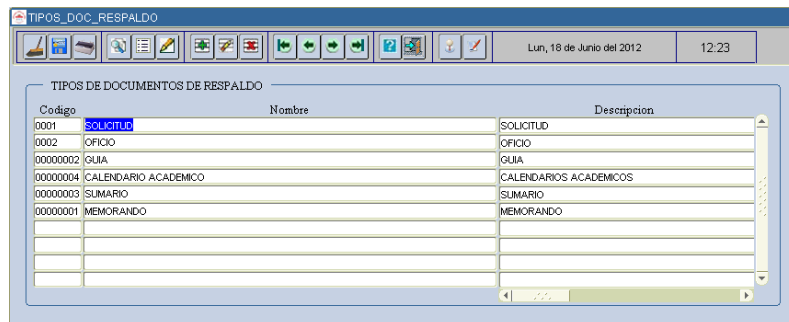 TIPOS_DOC_RESPALDO
Lun, 18 de Junio del 2012 12:23
TIPOS DE DOCUMENTOS DE RESPALDO
Codigo Nombre Descripcion
0001 SOLICITUD SOLICITUD
0002 OFICIO OFICIO
00000002 GUIA GUIA
00000004 CALENDARIO ACADEMICO CALENDARIOS ACADEMICOS
00000003 SUMARIO SUMARIO
00000001 MEMORANDO MEMORANDO